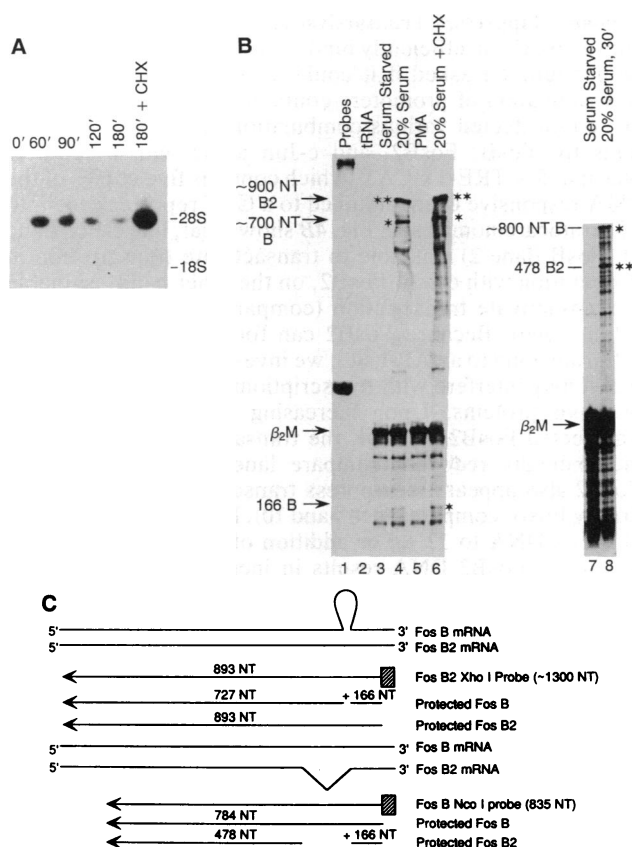 A
0' 60' 90' 120' 180' 180' + CHX
28S
18S
B
Probes
tRNA
Serum Starved
20% Serum
PMA
20% Serum +CHX
~900 NT
B2
~700 NT
B
β2M
166 B
**
**
*
*
1 2 3 4 5 6
Serum Starved
20% Serum, 30'
~800 NT B
*
478 B2
**
β2M
7 8
C
5' 3' Fos B mRNA
5' 3' Fos B2 mRNA
893 NT Fos B2 Xho I Probe (~1300 NT)
727 NT + 166 NT Protected Fos B
893 NT Protected Fos B2
5' 3' Fos B mRNA
5' 3' Fos B2 mRNA
Fos B Nco I probe (835 NT)
784 NT Protected Fos B
478 NT + 166 NT Protected Fos B2